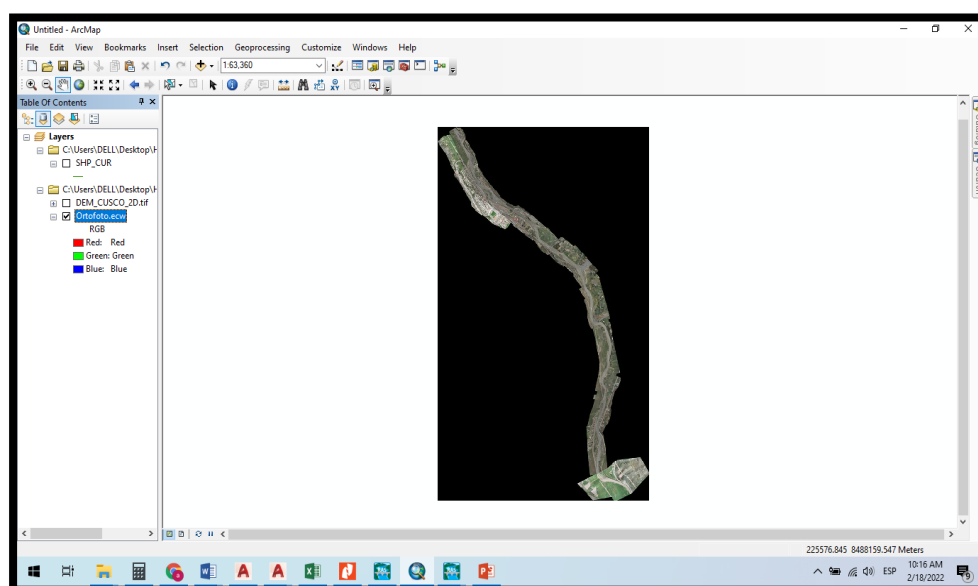 Untitled - ArcMap
File Edit View Bookmarks Insert Selection Geoprocessing Customize Windows Help
1:63,360
Table Of Contents
Layers
C:\Users\DELL\Desktop\H
SHP_CUR
C:\Users\DELL\Desktop\H
DEM_CUSCO_2D.tif
Ortofoto.ecw
RGB
Red: Red
Green: Green
Blue: Blue
225576.845 8488159.547 Meters
ESP
10:16 AM
2/18/2022